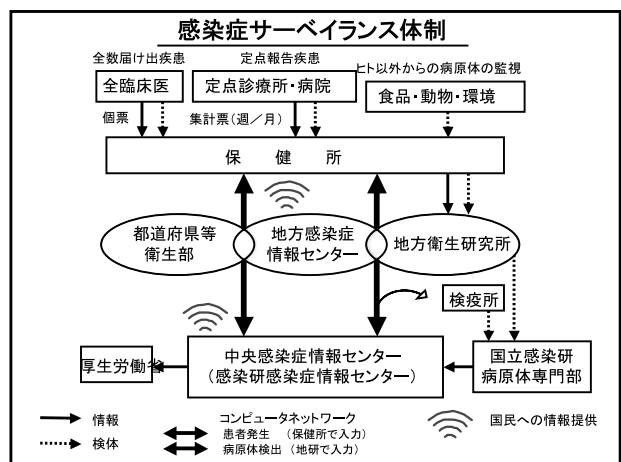 感染症サーベイランス体制
全数届け出疾患
定点報告疾患
ヒト以外からの病原体の監視
全臨床医
定点診療所・病院
食品・動物・環境
個票
集計票（週／月）
保　健　所
都道府県等
衛生部
地方感染症
情報センター
地方衛生研究所
検疫所
厚生労働省
中央感染症情報センター
（感染研感染症情報センター）
国立感染研
病原体専門部
情報
検体
コンピュータネットワーク
患者発生　（保健所で入力）
病原体検出　（地研で入力）
国民への情報提供